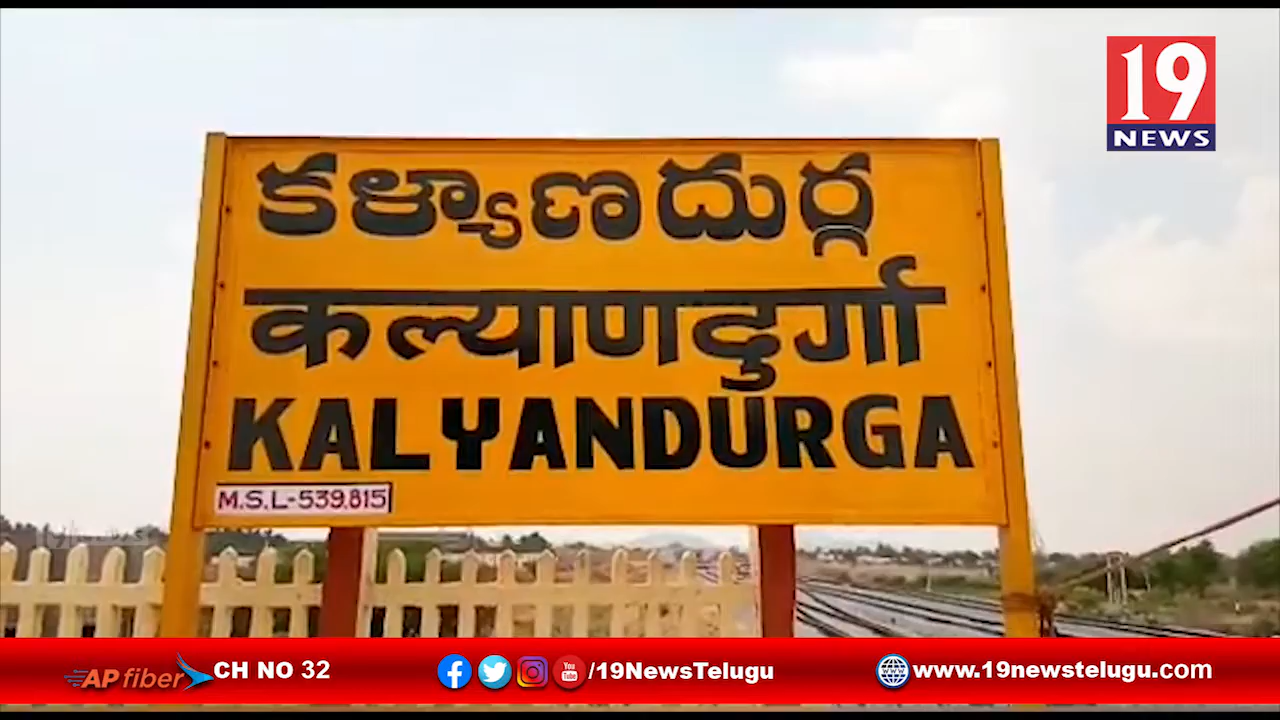 19
NEWS
కళ్యాణదుర్గ
कल्याणदुर्गा
KALYANDURGA
M.S.L-539.815
AP fiber CH NO 32
/19NewsTelugu
www.19newstelugu.com